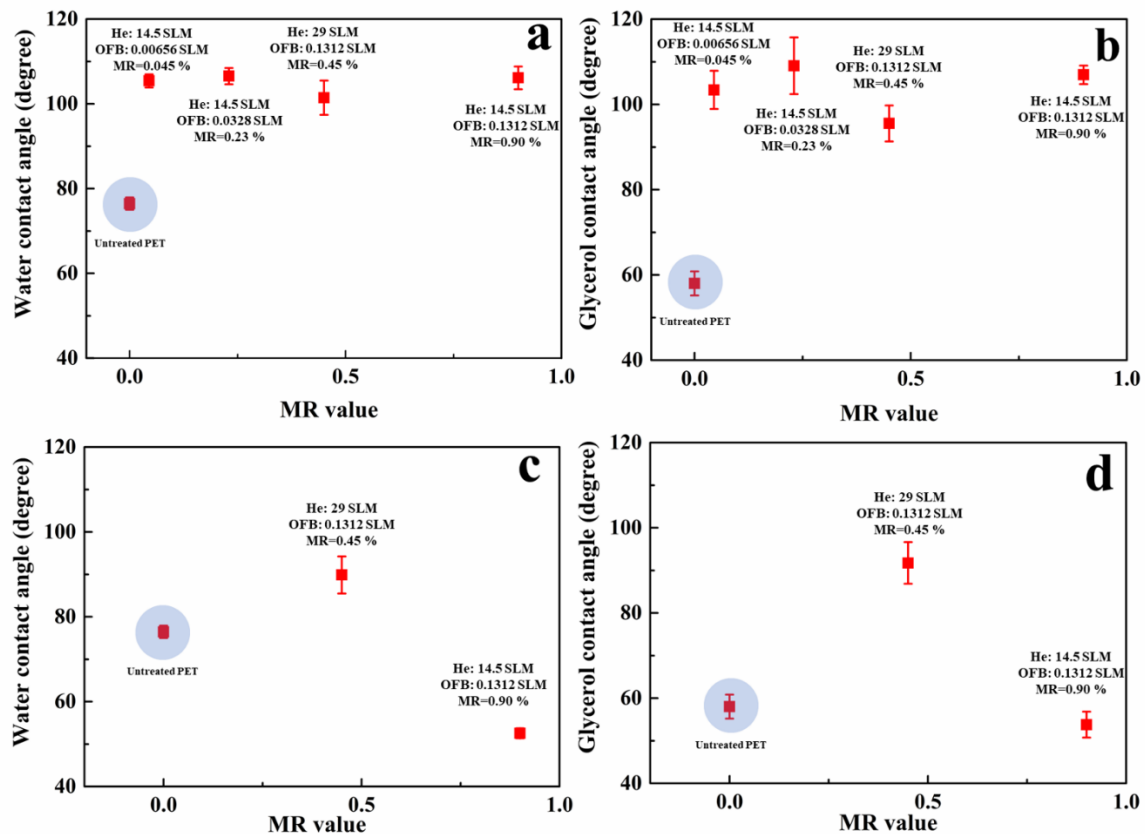 a
120
100
80
60
40
Water contact angle (degree)
He: 14.5 SLM
OFB: 0.00656 SLM
MR=0.045 %
He: 14.5 SLM
OFB: 0.0328 SLM
MR=0.23 %
He: 29 SLM
OFB: 0.1312 SLM
MR=0.45 %
He: 14.5 SLM
OFB: 0.1312 SLM
MR=0.90 %
Untreated PET
0.0 0.5 1.0
MR value
b
120
100
80
60
40
Glycerol contact angle (degree)
He: 14.5 SLM
OFB: 0.00656 SLM
MR=0.045 %
He: 14.5 SLM
OFB: 0.0328 SLM
MR=0.23 %
He: 29 SLM
OFB: 0.1312 SLM
MR=0.45 %
He: 14.5 SLM
OFB: 0.1312 SLM
MR=0.90 %
Untreated PET
0.0 0.5 1.0
MR value
c
120
100
80
60
40
Water contact angle (degree)
He: 29 SLM
OFB: 0.1312 SLM
MR=0.45 %
Untreated PET
He: 14.5 SLM
OFB: 0.1312 SLM
MR=0.90 %
0.0 0.5 1.0
MR value
d
120
100
80
60
40
Glycerol contact angle (degree)
He: 29 SLM
OFB: 0.1312 SLM
MR=0.45 %
He: 14.5 SLM
OFB: 0.1312 SLM
MR=0.90 %
Untreated PET
0.0 0.5 1.0
MR value